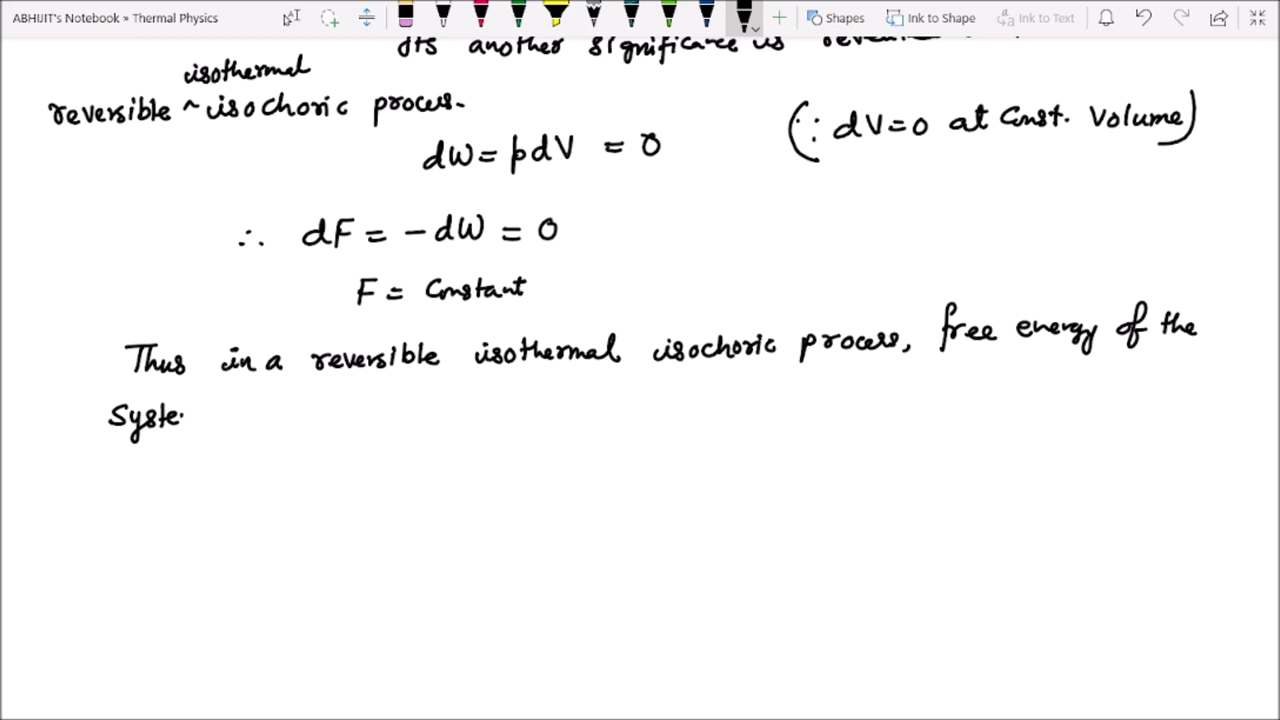 ABHIJIT's Notebook » Thermal Physics
Shapes
Ink to Shape
Ink to Text
Its another significance is
isothermal
reversible ^ isochoric process.
dW = pdV = 0 (∵ dV=0 at Const. Volume)
∴ dF = - dW = 0
F = Constant
Thus in a reversible isothermal isochoric process, free energy of the
Syste